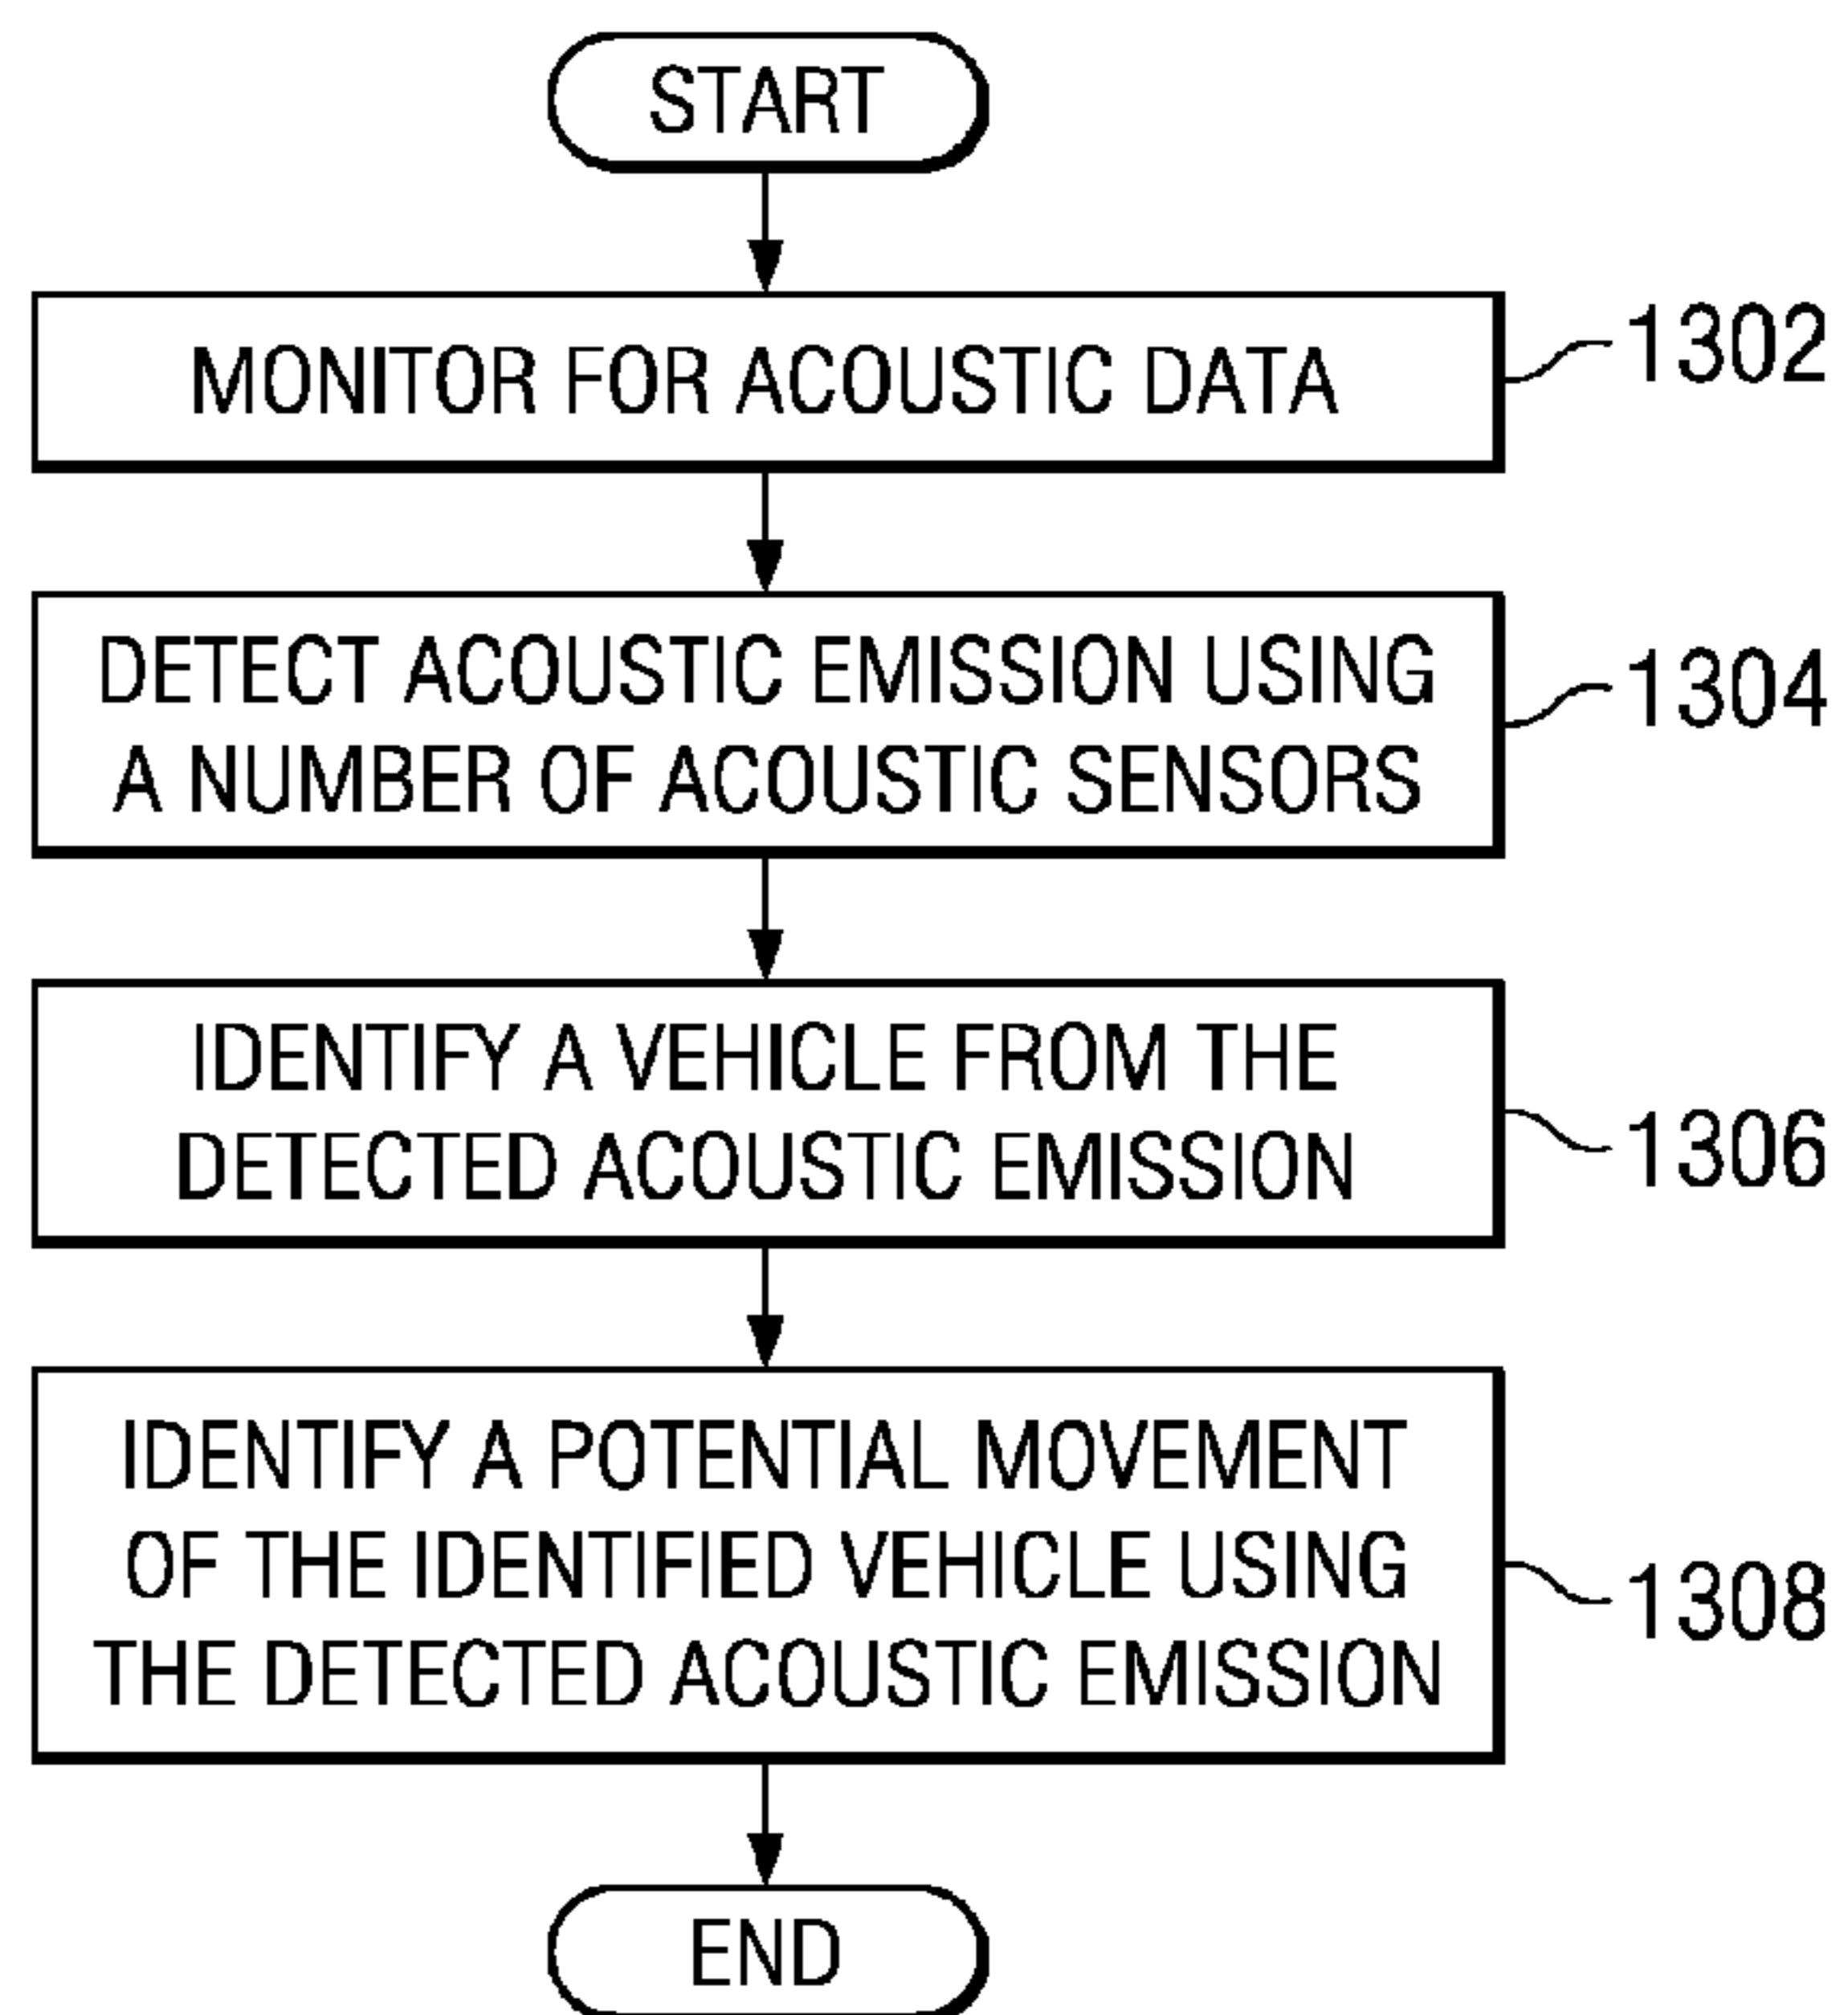 START
MONITOR FOR ACOUSTIC DATA
1302
DETECT ACOUSTIC EMISSION USING
A NUMBER OF ACOUSTIC SENSORS
1304
IDENTIFY A VEHICLE FROM THE
DETECTED ACOUSTIC EMISSION
1306
IDENTIFY A POTENTIAL MOVEMENT
OF THE IDENTIFIED VEHICLE USING
THE DETECTED ACOUSTIC EMISSION
1308
END